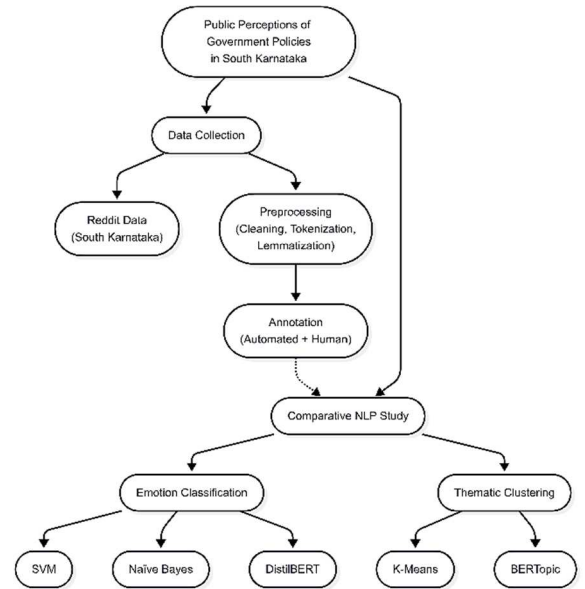 Public Perceptions of
Government Policies
in South Karnataka
Data Collection
Reddit Data
(South Karnataka)
Preprocessing
(Cleaning, Tokenization,
Lemmatization)
Annotation
(Automated + Human)
Comparative NLP Study
Emotion Classification
Thematic Clustering
SVM
Naïve Bayes
DistilBERT
K-Means
BERTopic